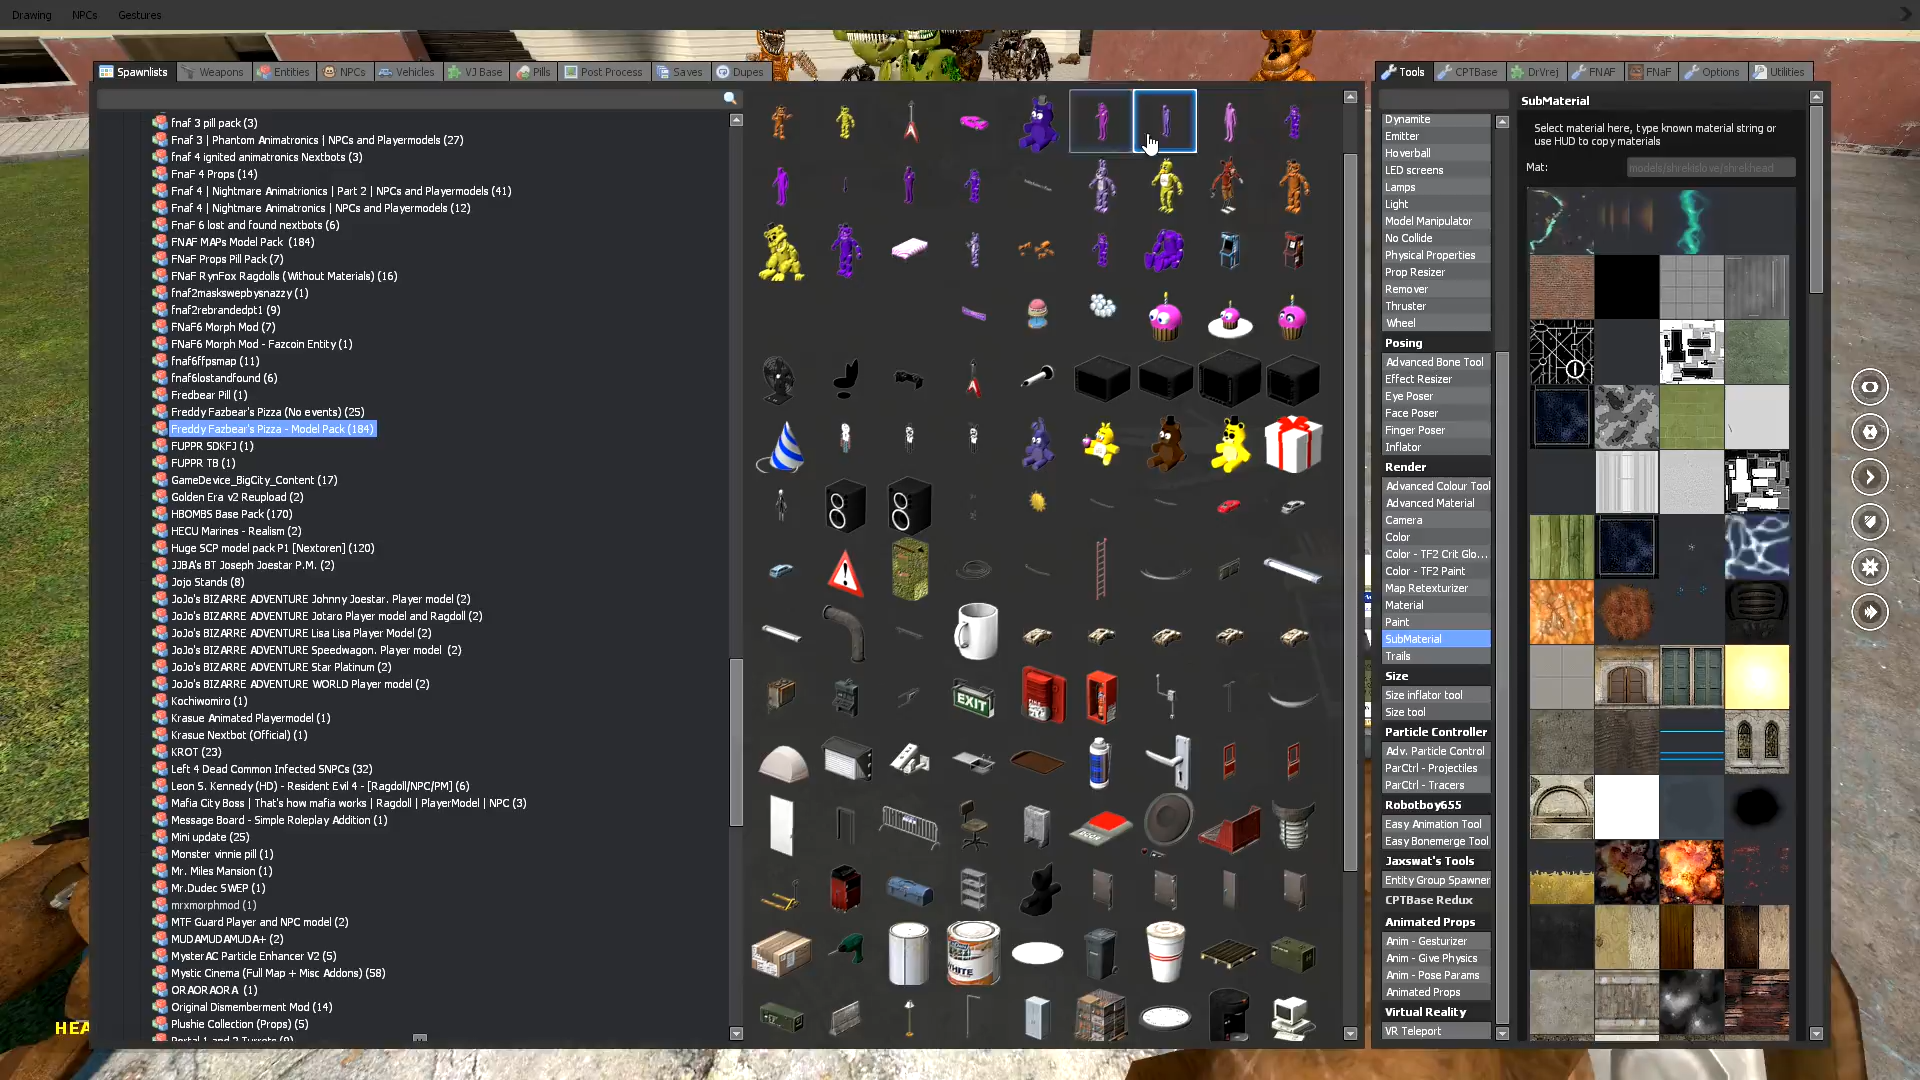 Drawing NPCs Gestures
Spawnlists Weapons Entities NPCs Vehicles VJ Base Pills Post Process Saves Dupes
fnaf 3 pill pack (3)
Fnaf 3 | Phantom Animatronics | NPCs and Playermodels (27)
fnaf 4 ignited animatronics Nextbots (3)
FnaF 4 Props (14)
Fnaf 4 | Nightmare Animatrionics | Part 2 | NPCs and Playermodels (41)
Fnaf 4 | Nightmare Animatronics | NPCs and Playermodels (12)
FnaF 6 lost and found nextbots (6)
FNAF MAPs Model Pack (184)
FNaF Props Pill Pack (7)
FNaF RynFox Ragdolls (Without Materials) (16)
fnaf2maskswepbysnazzy (1)
fnaf2rebrandedpt1 (9)
FNaF6 Morph Mod (7)
FNaF6 Morph Mod - Fazcoin Entity (1)
fnaf6ffpsmap (11)
fnaf6lostandfound (6)
Fredbear Pill (1)
Freddy Fazbear's Pizza (No events) (25)
Freddy Fazbear's Pizza - Model Pack (184)
FUPPR SDKFJ (1)
FUPPR TB (1)
GameDevice_BigCity_Content (17)
Golden Era v2 Reupload (2)
HBOMBS Base Pack (170)
HECU Marines - Realism (2)
Huge SCP model pack P1 [Nextoren] (120)
JJBA's BT Joseph Joestar P.M. (2)
Jojo Stands (8)
JoJo's BIZARRE ADVENTURE Johnny Joestar. Player model (2)
JoJo's BIZARRE ADVENTURE Jotaro Player model and Ragdoll (2)
JoJo's BIZARRE ADVENTURE Lisa Lisa Player Model (2)
JoJo's BIZARRE ADVENTURE Speedwagon. Player model (2)
JoJo's BIZARRE ADVENTURE Star Platinum (2)
JoJo's BIZARRE ADVENTURE WORLD Player model (2)
Kochiwomiro (1)
Krasue Animated Playermodel (1)
Krasue Nextbot (Official) (1)
KROT (23)
Left 4 Dead Common Infected SNPCs (32)
Leon S. Kennedy (HD) - Resident Evil 4 - [Ragdoll/NPC/PM] (6)
Mafia City Boss | That's how mafia works | Ragdoll | PlayerModel | NPC (3)
Message Board - Simple Roleplay Addition (1)
Mini update (25)
Monster vinnie pill (1)
Mr. Miles Mansion (1)
Mr.Dudec SWEP (1)
mrxmorphmod (1)
MTF Guard Player and NPC model (2)
MUDAMUDAMUDA+ (2)
MysterAC Particle Enhancer V2 (5)
Mystic Cinema (Full Map + Misc Addons) (58)
ORAORAORA (1)
Original Dismemberment Mod (14)
Plushie Collection (Props) (5)
Portal 1 and 2 Turrets (9)
HEA
EXIT
WHITE
Tools CPTBase DrVrej FNAF FNaF Options Utilities
Dynamite
Emitter
Hoverball
LED screens
Lamps
Light
Model Manipulator
No Collide
Physical Properties
Prop Resizer
Remover
Thruster
Wheel
Posing
Advanced Bone Tool
Effect Resizer
Eye Poser
Face Poser
Finger Poser
Inflator
Render
Advanced Colour Tool
Advanced Material
Camera
Color
Color - TF2 Crit Glo...
Color - TF2 Paint
Map Retexturizer
Material
Paint
SubMaterial
Trails
Size
Size inflator tool
Size tool
Particle Controller
Adv. Particle Control
ParCtrl - Projectiles
ParCtrl - Tracers
Robotboy655
Easy Animation Tool
Easy Bonemerge Tool
Jaxswat's Tools
Entity Group Spawner
CPTBase Redux
Animated Props
Anim - Gesturizer
Anim - Give Physics
Anim - Pose Params
Animated Props
Virtual Reality
VR Teleport
SubMaterial
Select material here, type known material string or
use HUD to copy materials
Mat: models/shrekislove/shrekhead